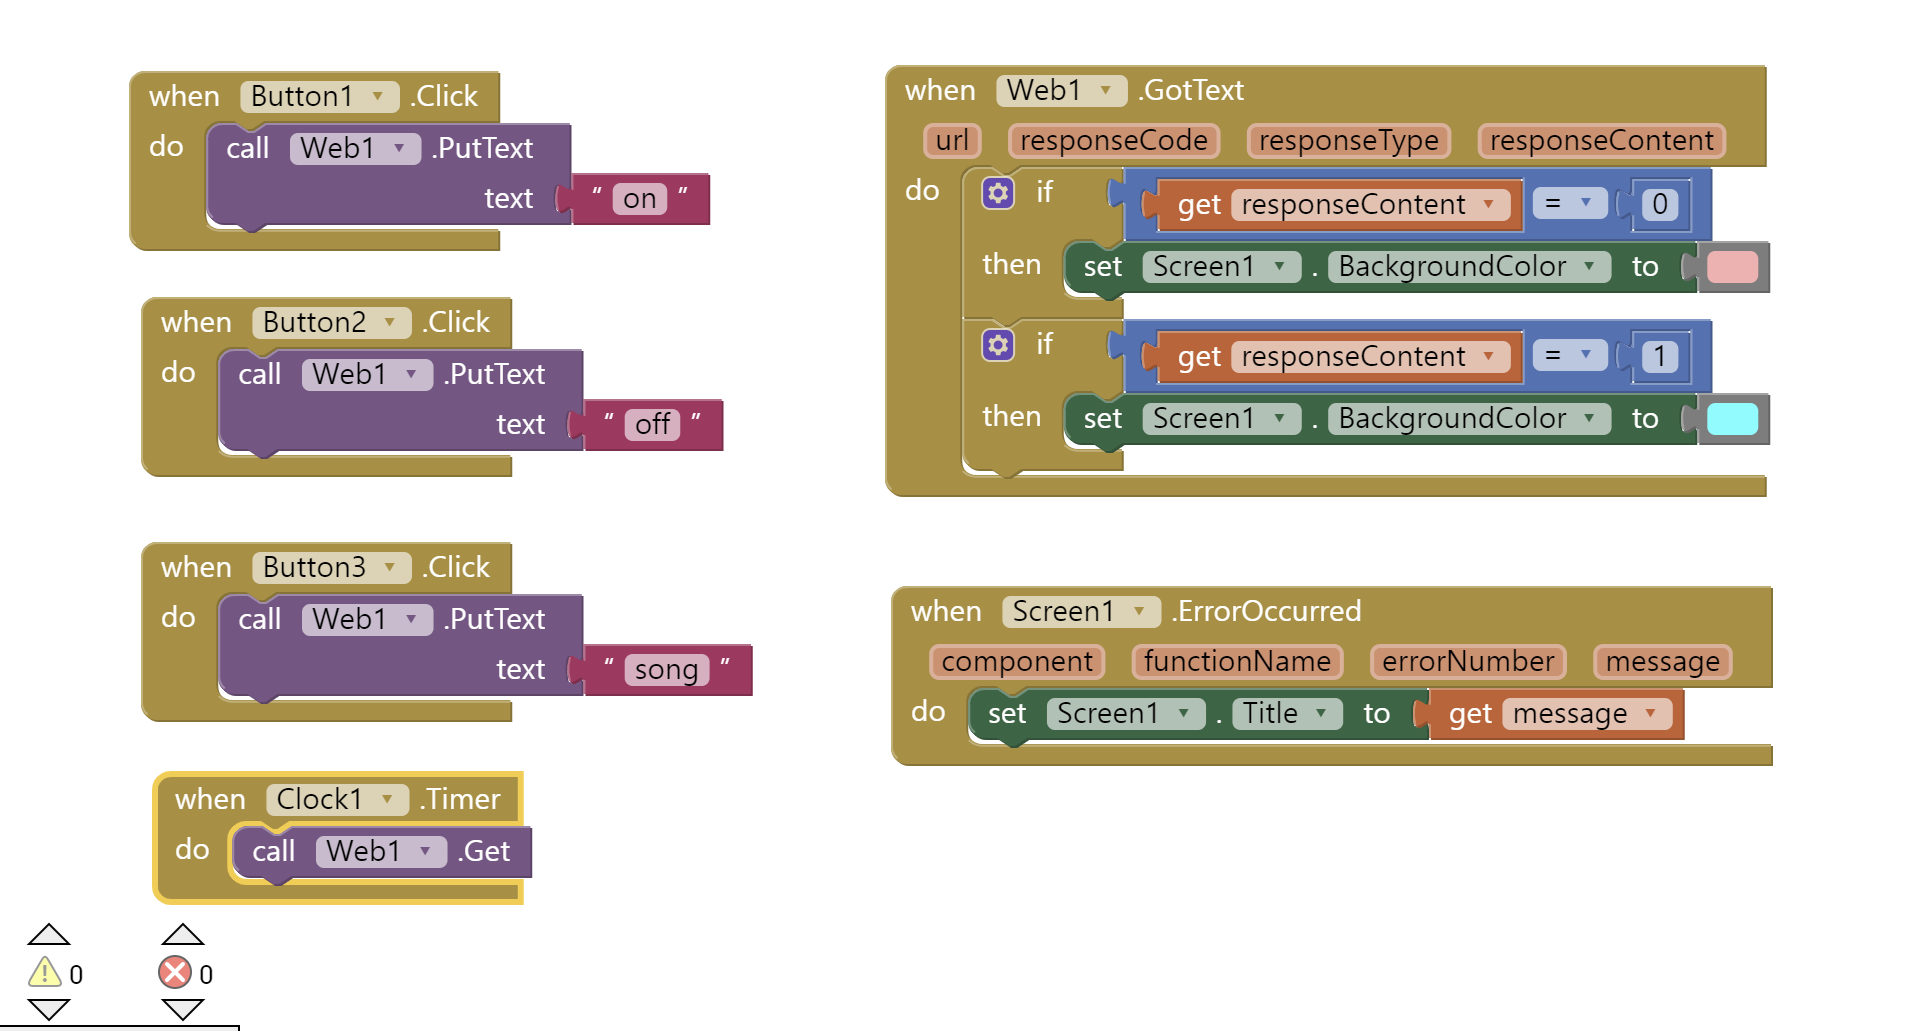 when Button1 .Click
do call Web1 .PutText
text " on "
when Button2 .Click
do call Web1 .PutText
text " off "
when Button3 .Click
do call Web1 .PutText
text " song "
when Clock1 .Timer
do call Web1 .Get
0 0
when Web1 .GotText
url responseCode responseType responseContent
do if get responseContent = 0
then set Screen1 . BackgroundColor to
if get responseContent = 1
then set Screen1 . BackgroundColor to
when Screen1 .ErrorOccurred
component functionName errorNumber message
do set Screen1 . Title to get message